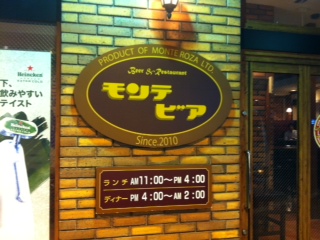 Heineken
下、
飲みやすい
テイスト
PRODUCT OF MONTEROZA LTD.
Beer & Restaurant
モンテ
ビア
Since 2010
ランチ AM 11:00～PM 4:00
ディナー PM 4:00～AM 2:00